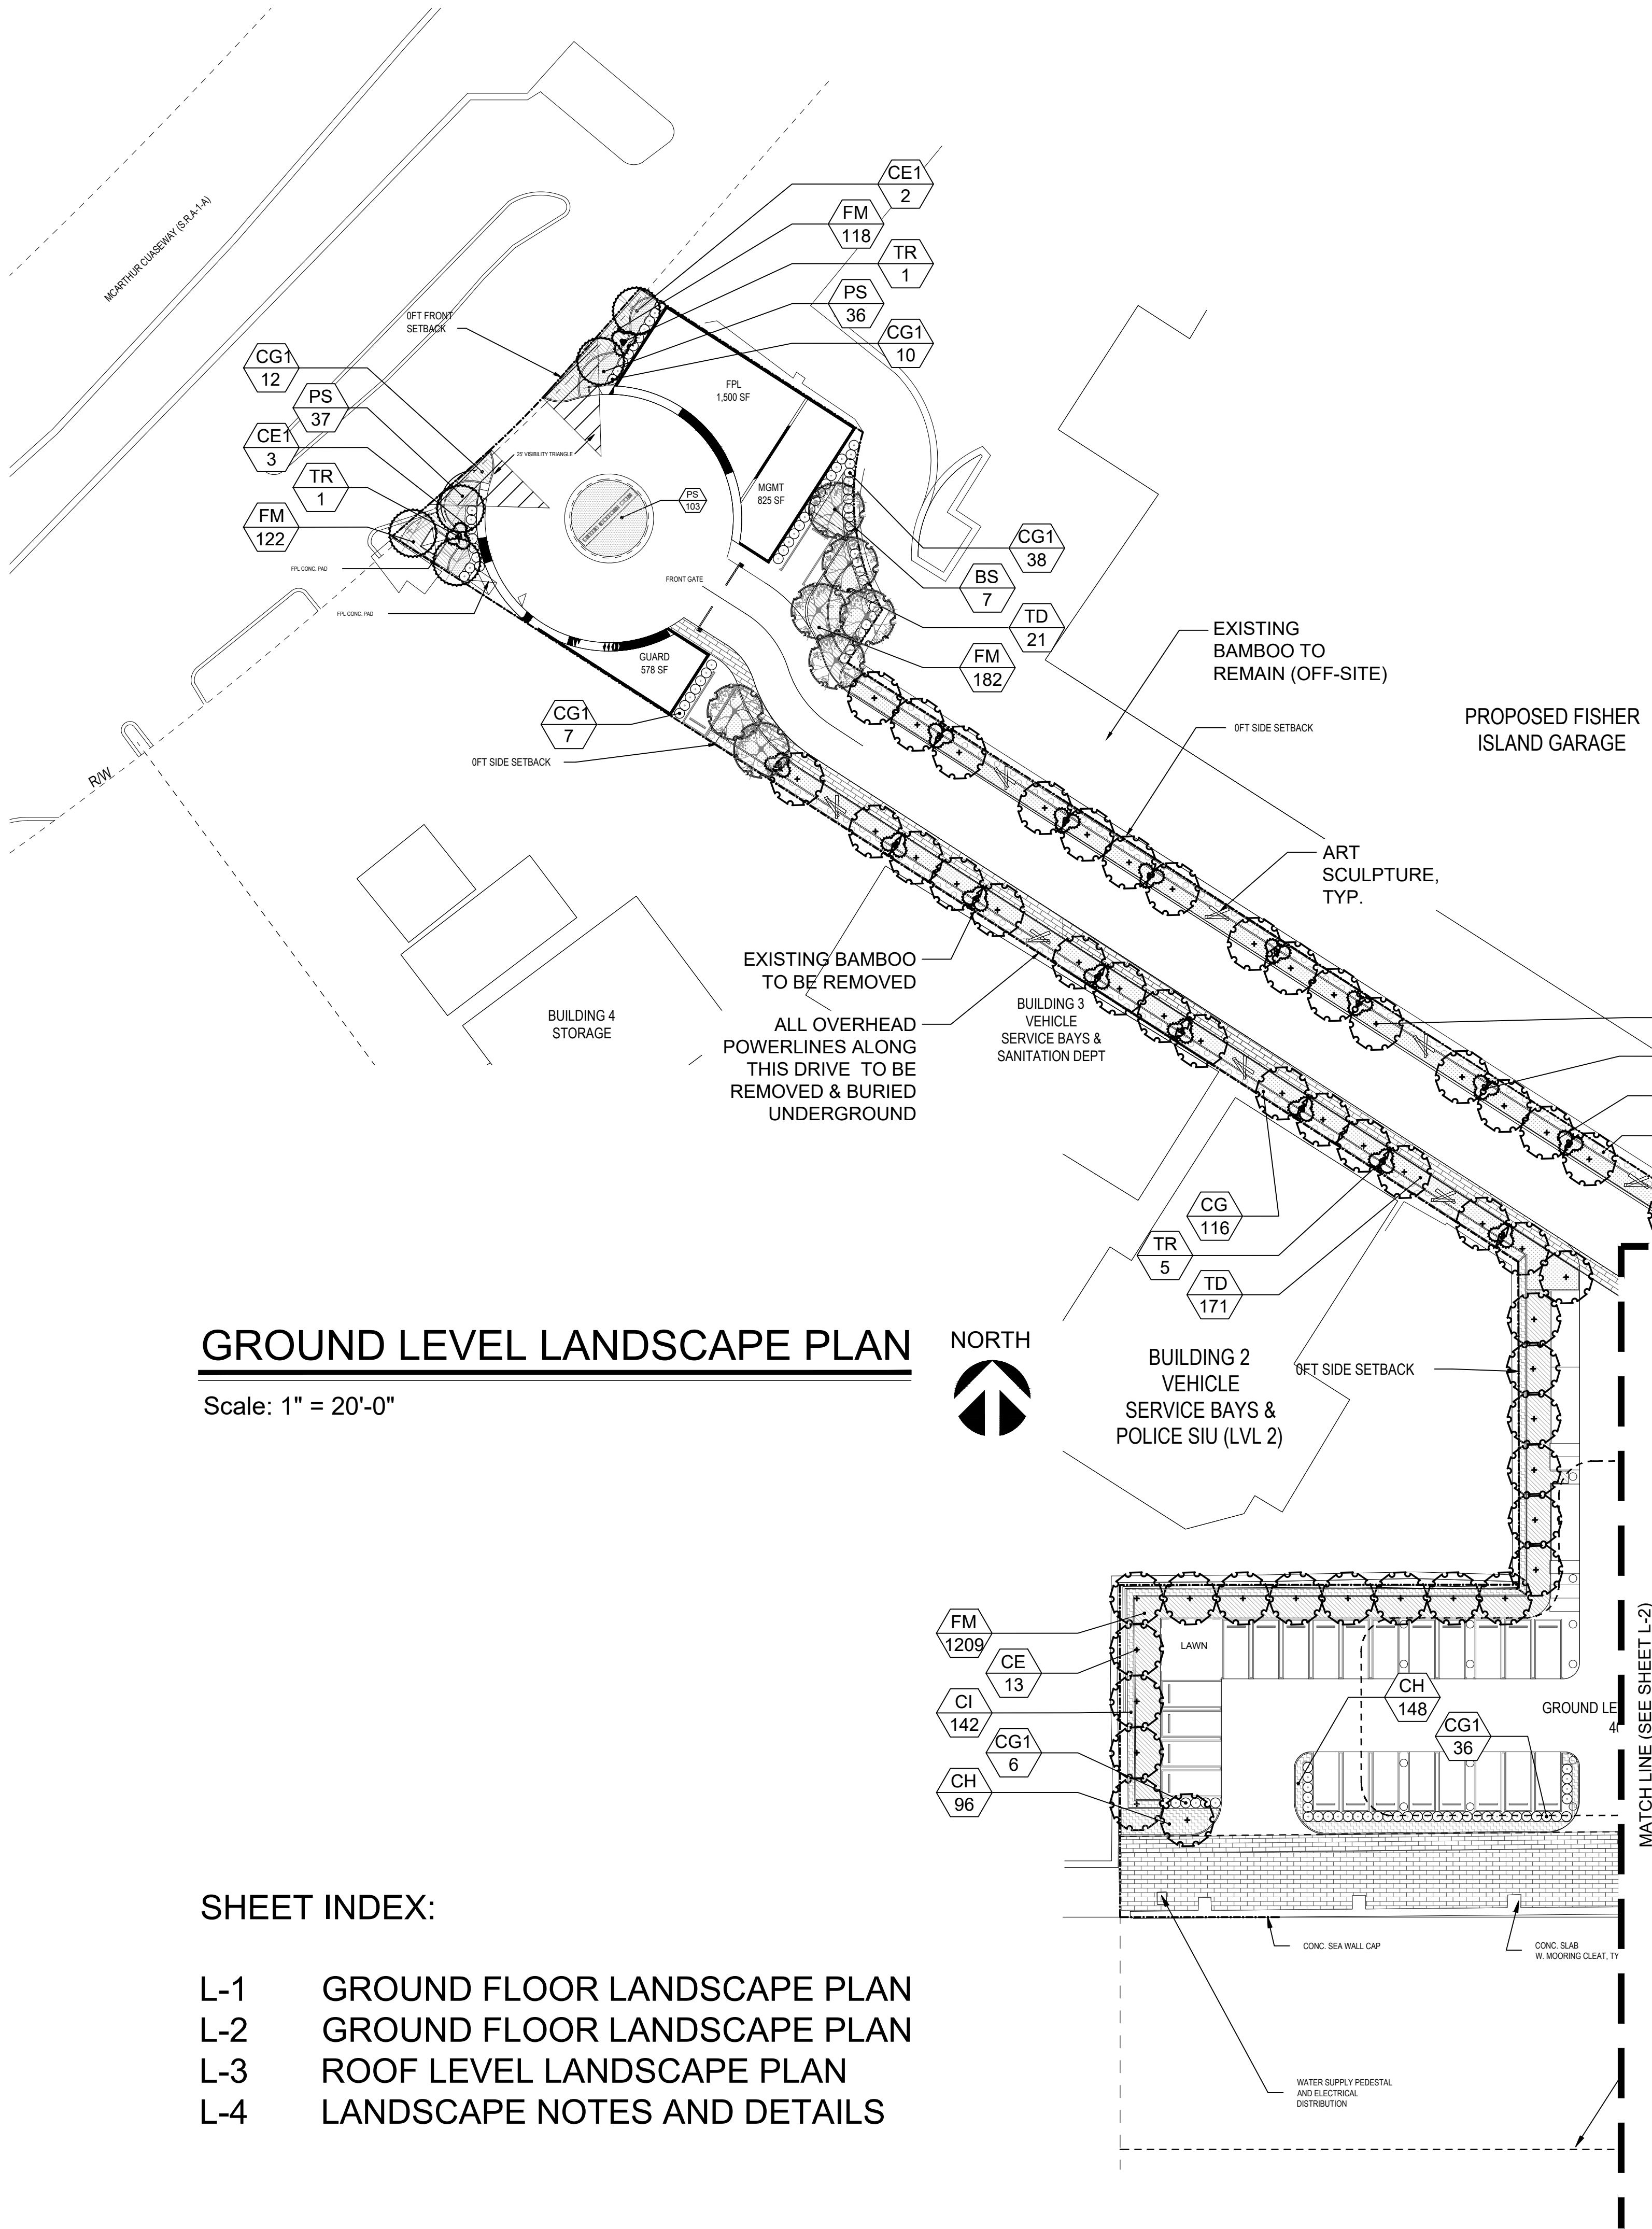 CE1
2
FM
118
TR
1
PS
36
CG1
10
MCARTHUR CUASEWAY (S.R.A-1-A)
0FT FRONT
SETBACK
CG1
12
PS
37
CE1
3
TR
1
FM
122
FPL
1,500 SF
25' VISIBILITY TRIANGLE
MGMT
825 SF
PS
103
FPL CONC. PAD
FPL CONC. PAD
FRONT GATE
CG1
38
BS
7
TD
21
FM
182
GUARD
578 SF
CG1
7
0FT SIDE SETBACK
R/W
EXISTING
BAMBOO TO
REMAIN (OFF-SITE)
0FT SIDE SETBACK
PROPOSED FISHER
ISLAND GARAGE
ART
SCULPTURE,
TYP.
EXISTING BAMBOO
TO BE REMOVED
ALL OVERHEAD
POWERLINES ALONG
THIS DRIVE TO BE
REMOVED & BURIED
UNDERGROUND
BUILDING 4
STORAGE
BUILDING 3
VEHICLE
SERVICE BAYS &
SANITATION DEPT
CG
116
TR
5
TD
171
GROUND LEVEL LANDSCAPE PLAN
Scale: 1" = 20'-0"
NORTH
BUILDING 2
VEHICLE
SERVICE BAYS &
POLICE SIU (LVL 2)
0FT SIDE SETBACK
FM
1209
CE
13
CI
142
CG1
6
CH
96
LAWN
CH
148
CG1
36
GROUND LE
MATCH LINE (SEE SHEET L-2)
CONC. SEA WALL CAP
CONC. SLAB
W. MOORING CLEAT, TY
WATER SUPPLY PEDESTAL
AND ELECTRICAL
DISTRIBUTION
SHEET INDEX:
L-1 GROUND FLOOR LANDSCAPE PLAN
L-2 GROUND FLOOR LANDSCAPE PLAN
L-3 ROOF LEVEL LANDSCAPE PLAN
L-4 LANDSCAPE NOTES AND DETAILS